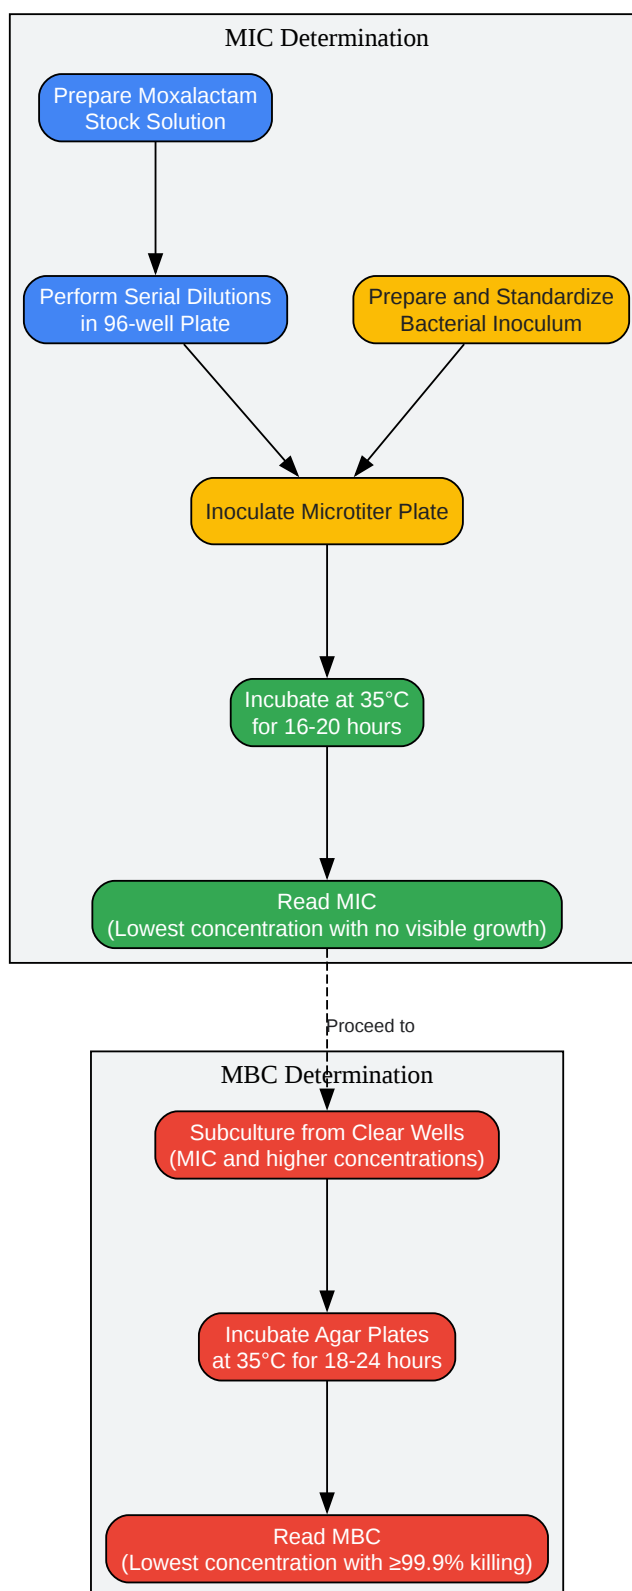 MIC Determination
Prepare Moxalactam
Stock Solution
Perform Serial Dilutions
in 96-well Plate
Prepare and Standardize
Bacterial Inoculum
Inoculate Microtiter Plate
Incubate at 35°C
for 16-20 hours
Read MIC
(Lowest concentration with no visible growth)
Proceed to
MBC Determination
Subculture from Clear Wells
(MIC and higher concentrations)
Incubate Agar Plates
at 35°C for 18-24 hours
Read MBC
(Lowest concentration with ≥99.9% killing)